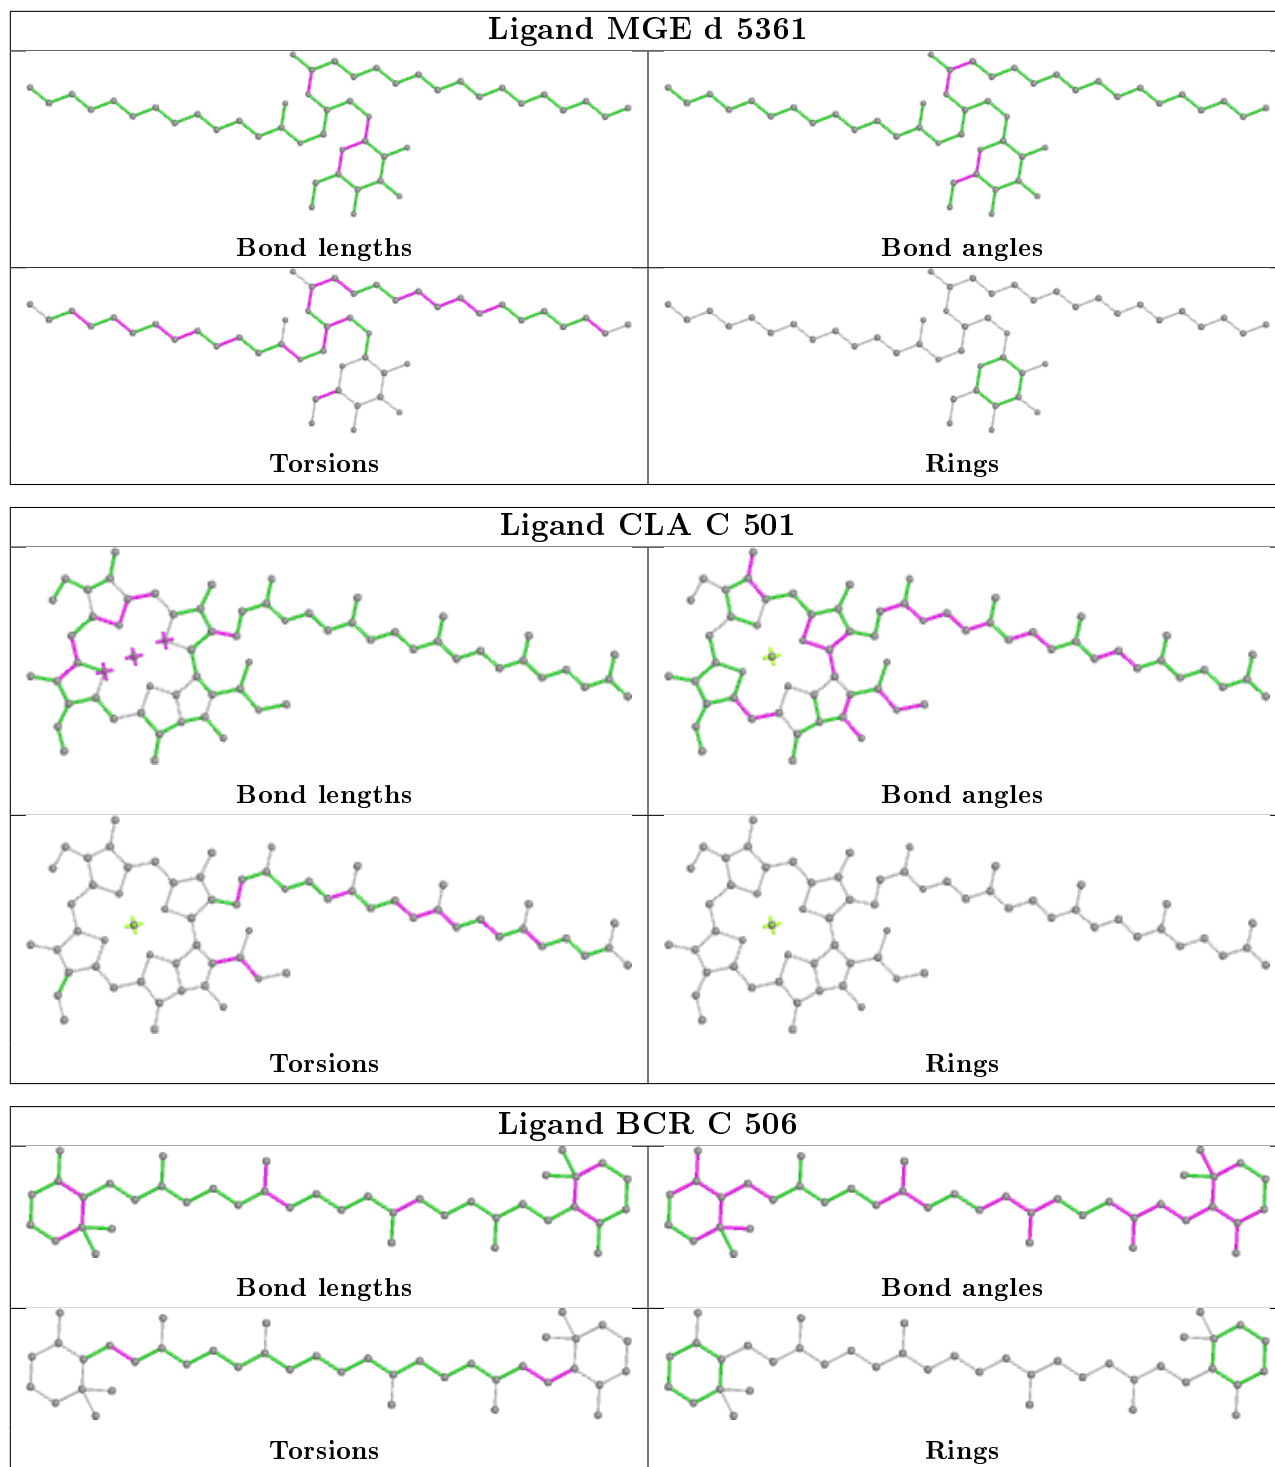 Ligand MGE d 5361
Bond lengths
Bond angles
Torsions
Rings
Ligand CLA C 501
Bond lengths
Bond angles
Torsions
Rings
Ligand BCR C 506
Bond lengths
Bond angles
Torsions
Rings